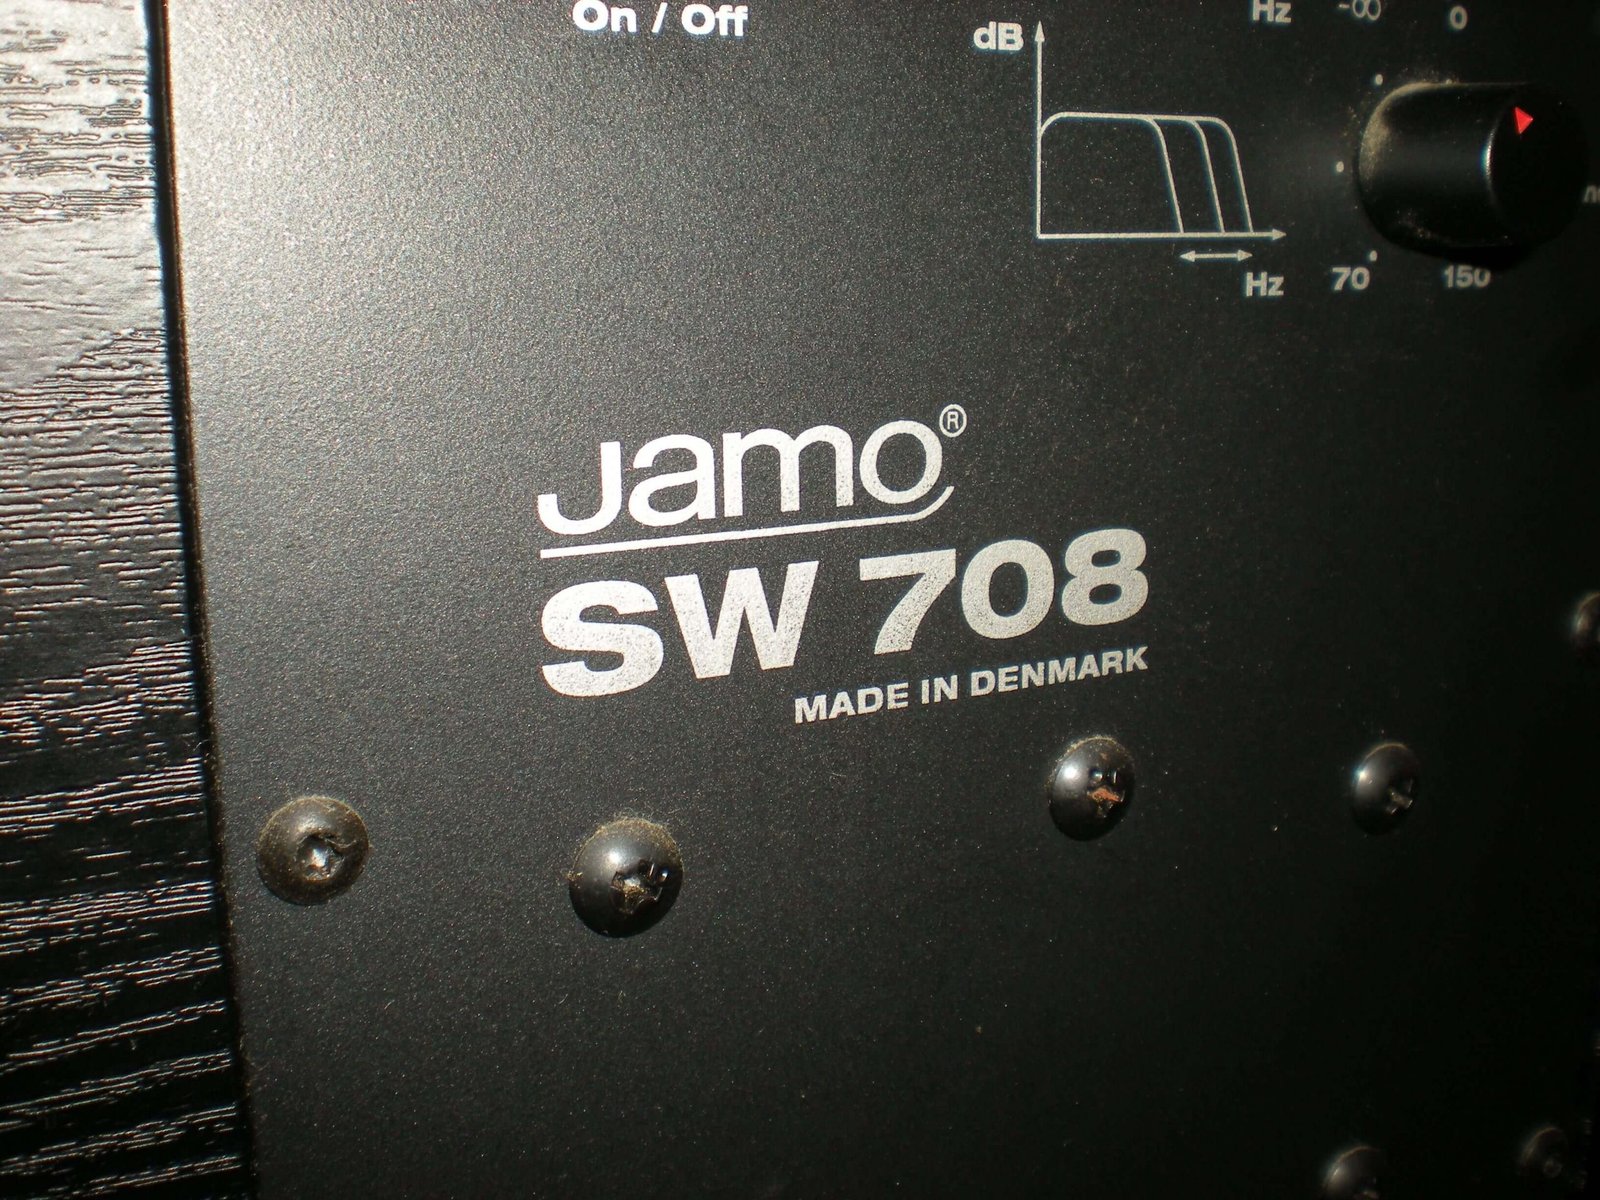 On / Off
Hz -∞ 0
dB
Hz 70 150
Jamo®
SW 708
MADE IN DENMARK